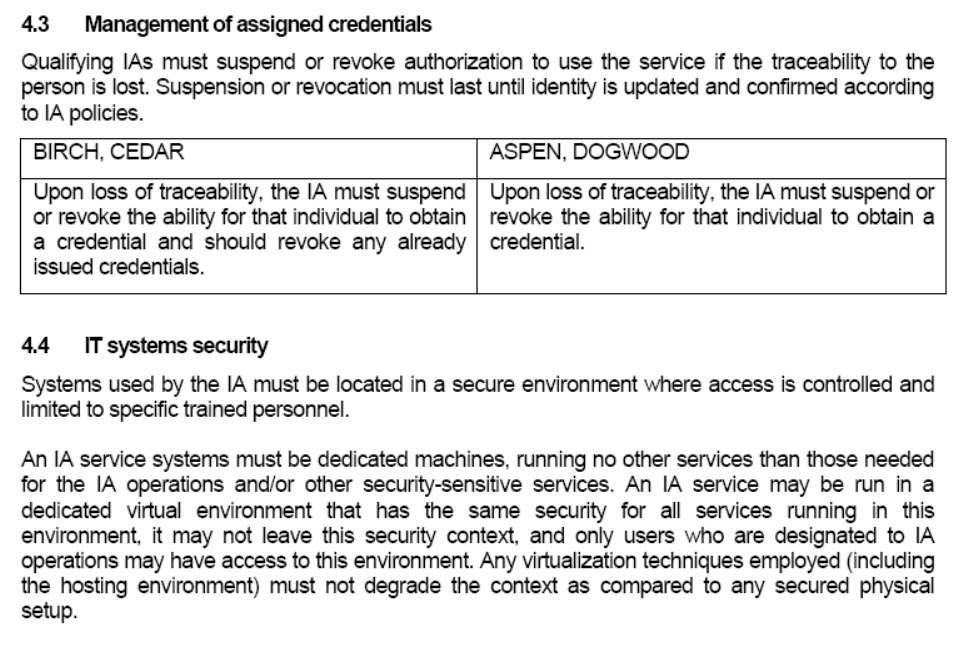 4.3 Management of assigned credentials
Qualifying IAs must suspend or revoke authorization to use the service if the traceability to the
person is lost. Suspension or revocation must last until identity is updated and confirmed according
to IA policies.
BIRCH, CEDAR
ASPEN, DOGWOOD
Upon loss of traceability, the IA must suspend
or revoke the ability for that individual to obtain
a credential and should revoke any already
issued credentials.
Upon loss of traceability, the IA must suspend or
revoke the ability for that individual to obtain a
credential.
4.4 IT systems security
Systems used by the IA must be located in a secure environment where access is controlled and
limited to specific trained personnel.
An IA service systems must be dedicated machines, running no other services than those needed
for the IA operations and/or other security-sensitive services. An IA service may be run in a
dedicated virtual environment that has the same security for all services running in this
environment, it may not leave this security context, and only users who are designated to IA
operations may have access to this environment. Any virtualization techniques employed (including
the hosting environment) must not degrade the context as compared to any secured physical
setup.